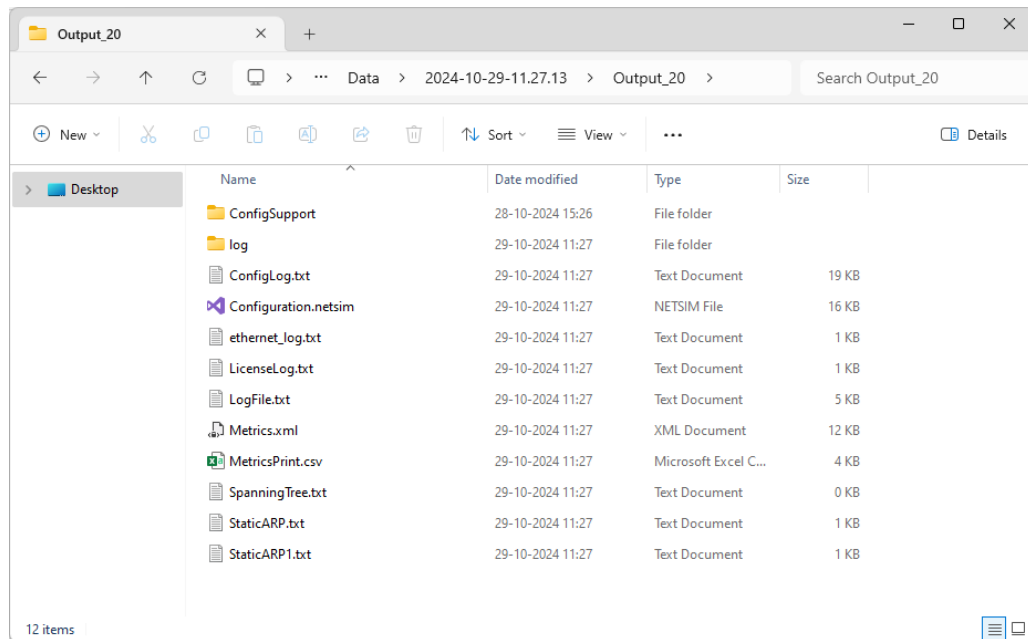 Output_20
Data 2024-10-29-11.27.13 Output_20 Search Output_20
New Sort View Details
Desktop
Name Date modified Type Size
ConfigSupport 28-10-2024 15:26 File folder
log 29-10-2024 11:27 File folder
ConfigLog.txt 29-10-2024 11:27 Text Document 19 KB
Configuration.netsim 29-10-2024 11:27 NETSIM File 16 KB
ethernet_log.txt 29-10-2024 11:27 Text Document 1 KB
LicenseLog.txt 29-10-2024 11:27 Text Document 1 KB
LogFile.txt 29-10-2024 11:27 Text Document 5 KB
Metrics.xml 29-10-2024 11:27 XML Document 12 KB
MetricsPrint.csv 29-10-2024 11:27 Microsoft Excel C... 4 KB
SpanningTree.txt 29-10-2024 11:27 Text Document 0 KB
StaticARP.txt 29-10-2024 11:27 Text Document 1 KB
StaticARP1.txt 29-10-2024 11:27 Text Document 1 KB
12 items